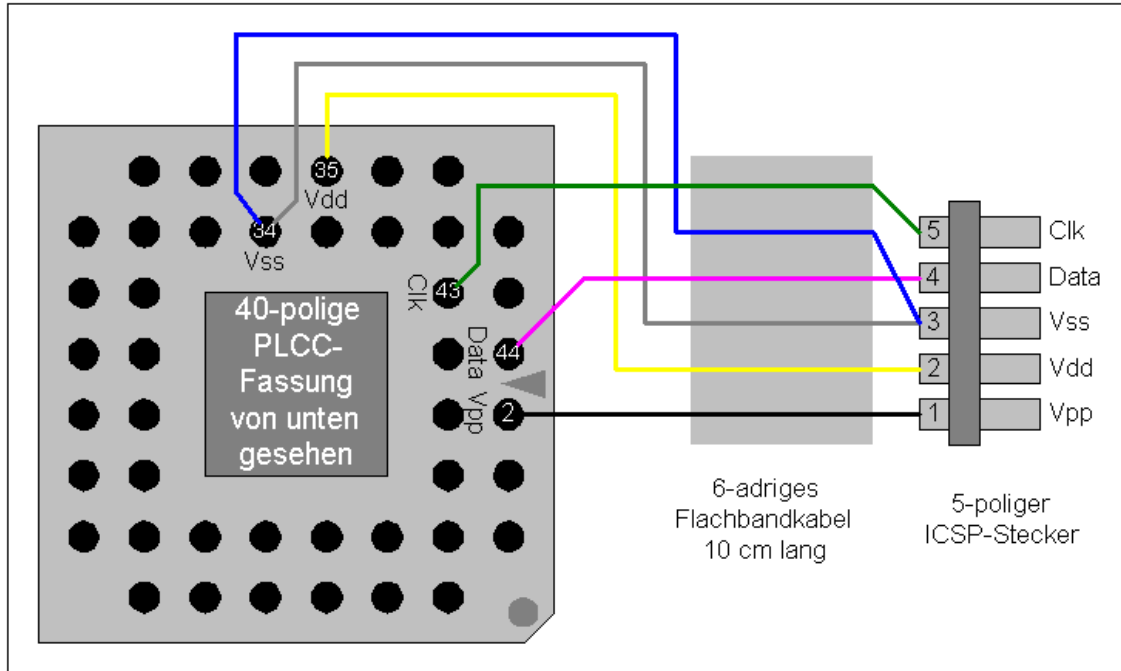 35
Vdd
34
Vss
43
Clk
44
Data
2
Vpp
40-polige
PLCC-
Fassung
von unten
gesehen
6-adriges
Flachbandkabel
10 cm lang
5
Clk
4
Data
3
Vss
2
Vdd
1
Vpp
5-poliger
ICSP-Stecker